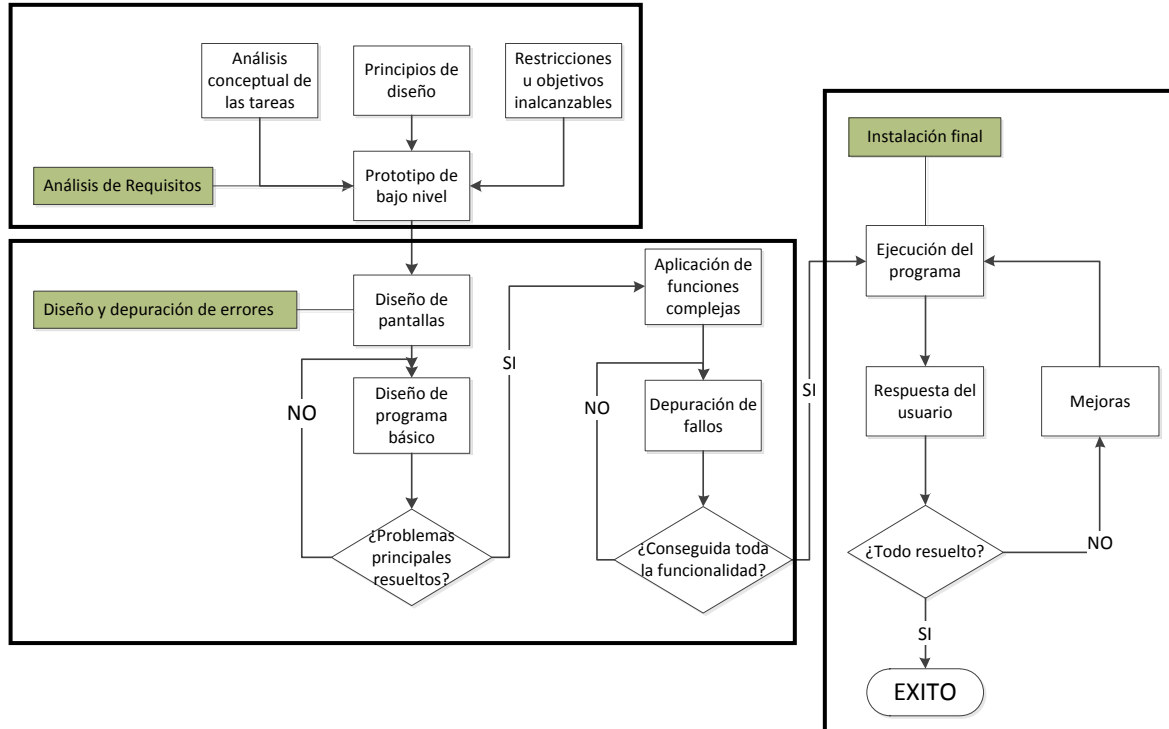 Análisis
conceptual de
las tareas
Principios de
diseño
Restricciones
u objetivos
inalcanzables
Análisis de Requisitos
Prototipo de
bajo nivel
Diseño y depuración de errores
Diseño de
pantallas
NO
Diseño de
programa
básico
¿Problemas
principales
resueltos?
SI
Aplicación de
funciones
complejas
NO
Depuración de
fallos
¿Conseguida toda
la funcionalidad?
SI
Instalación final
Ejecución del
programa
Respuesta del
usuario
Mejoras
¿Todo resuelto?
NO
SI
EXITO